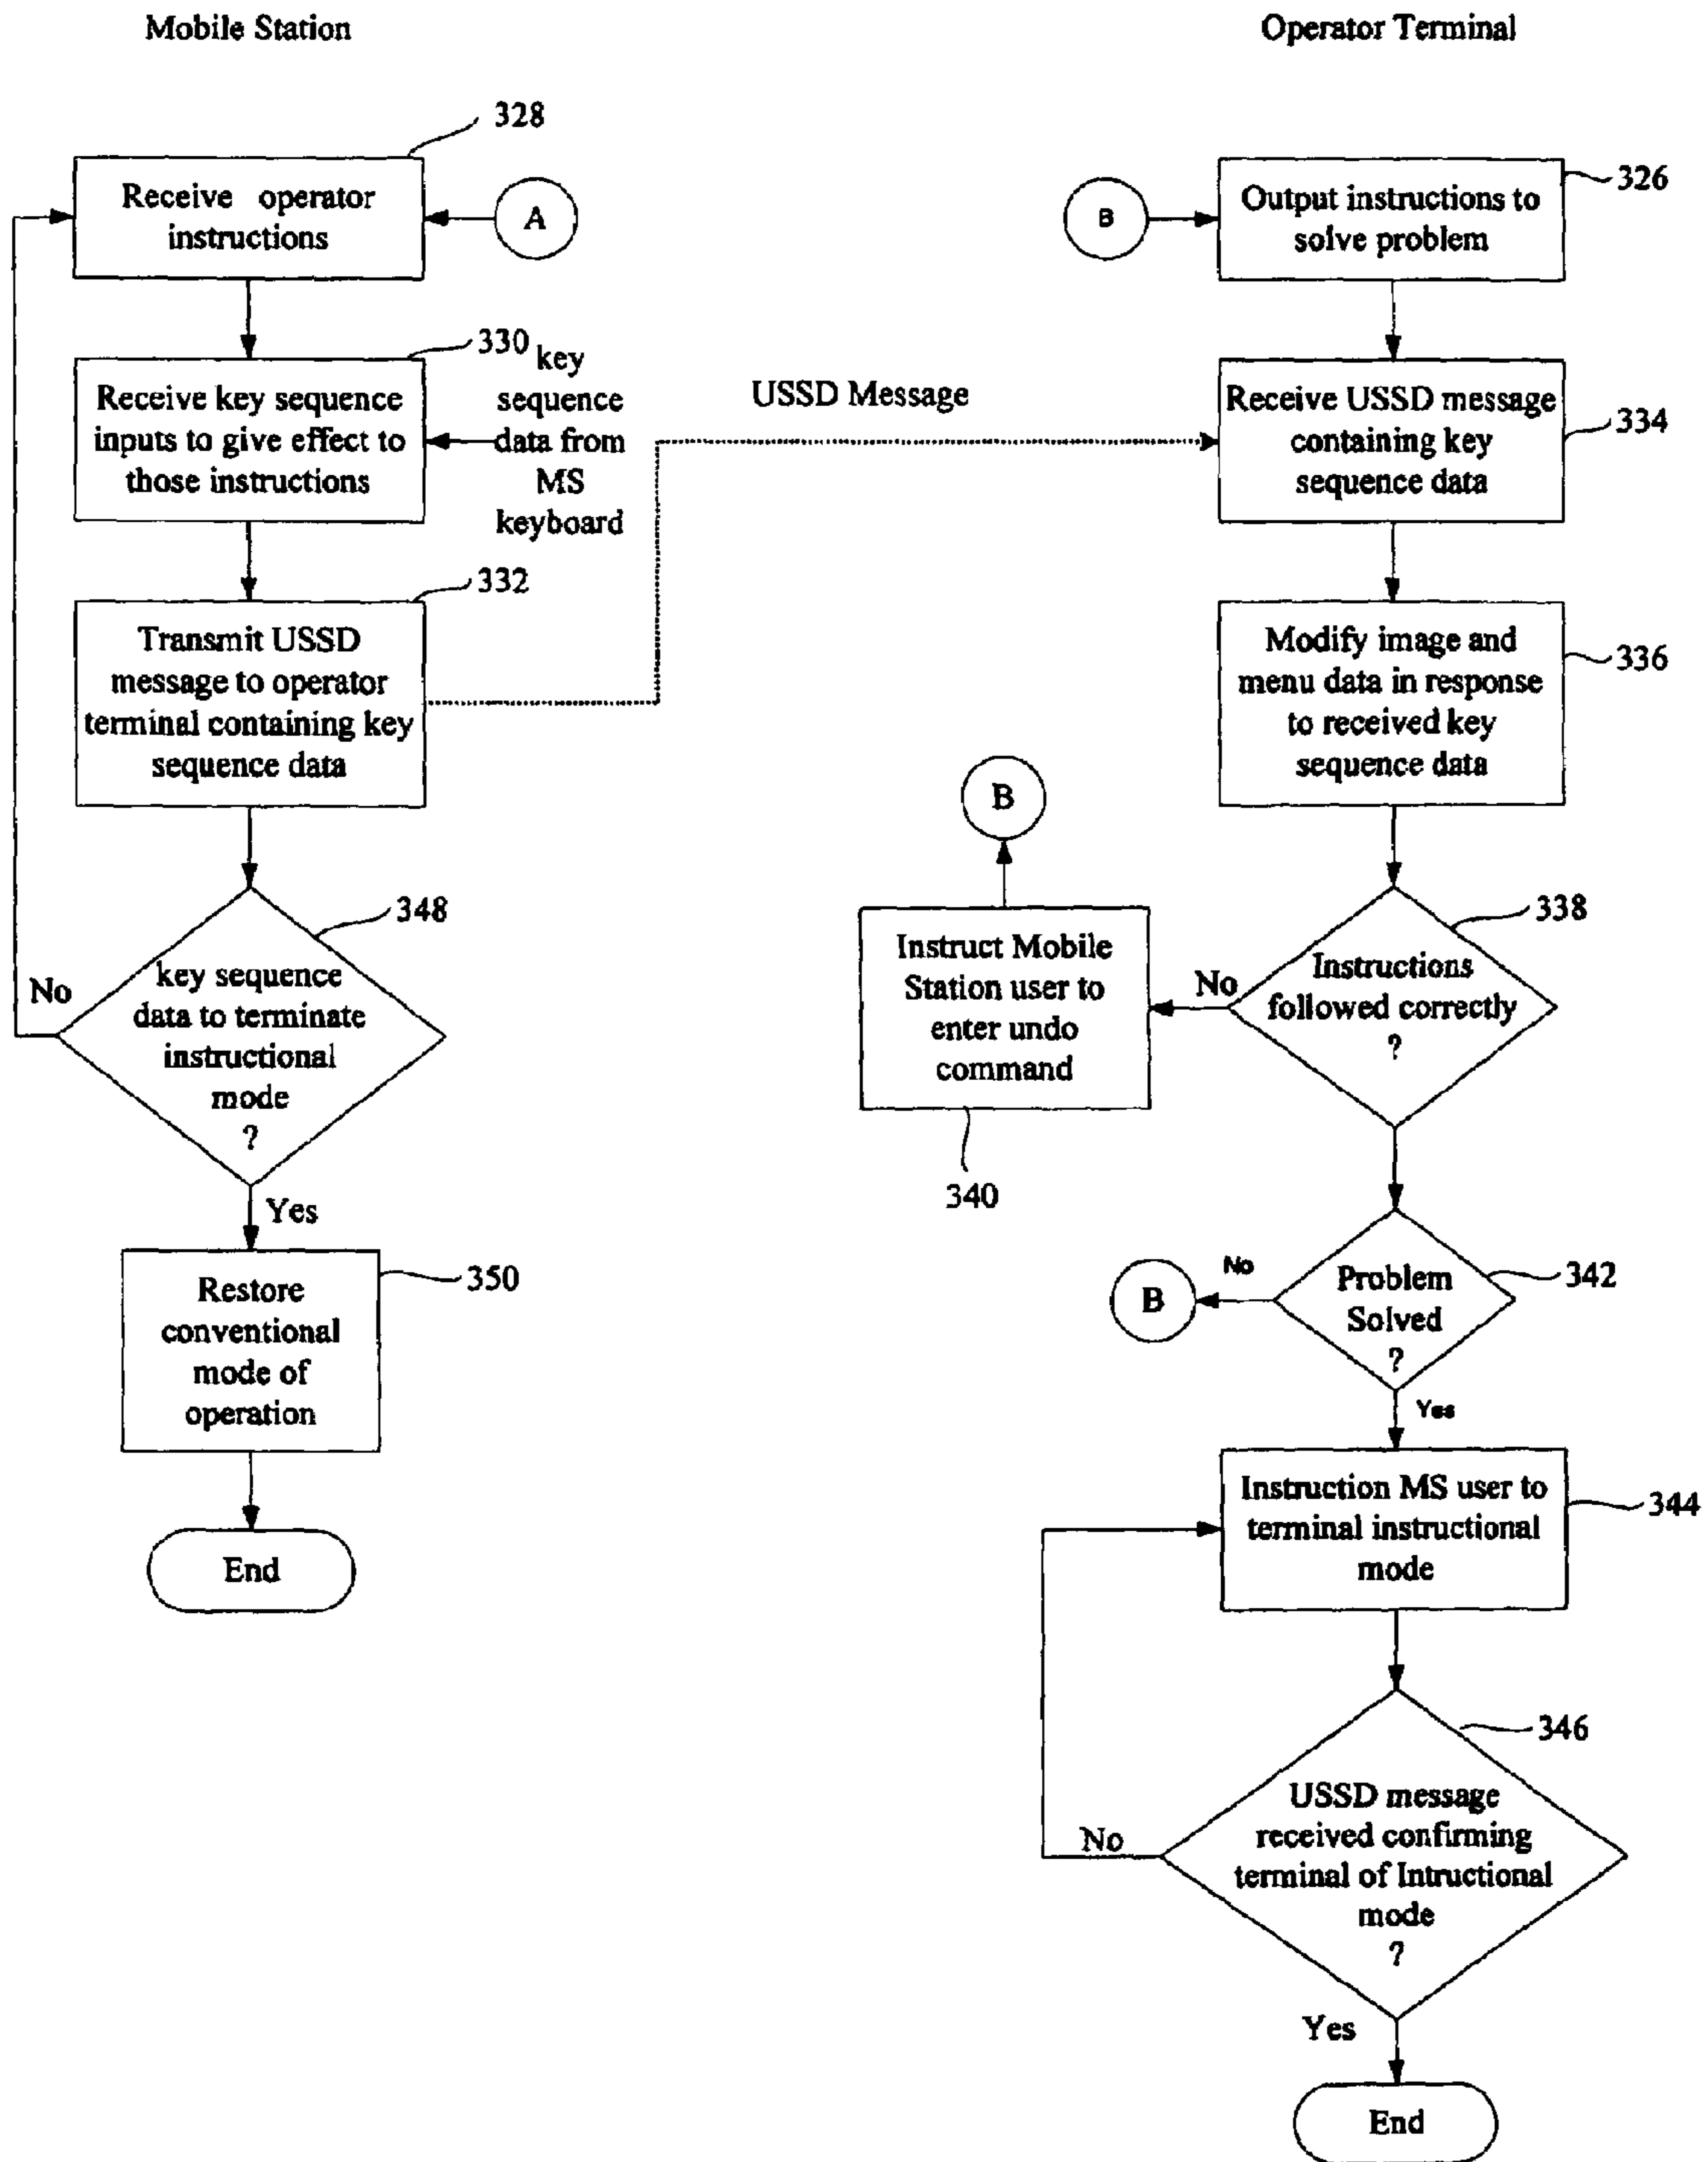 Mobile Station
Operator Terminal
328
Receive operator
instructions
A
330
Receive key sequence
inputs to give effect to
those instructions
key
sequence
data from
MS
keyboard
332
Transmit USSD
message to operator
terminal containing key
sequence data
USSD Message
348
key sequence
data to terminate
instructional
mode
?
No
Yes
350
Restore
conventional
mode of
operation
End
B
326
Output instructions to
solve problem
334
Receive USSD message
containing key
sequence data
336
Modify image and
menu data in response
to received key
sequence data
338
Instructions
followed correctly
?
No
B
Instruct Mobile
Station user to
enter undo
command
340
342
Problem
Solved
?
No
B
Yes
344
Instruction MS user to
terminal instructional
mode
346
USSD message
received confirming
terminal of Intructional
mode
?
No
Yes
End